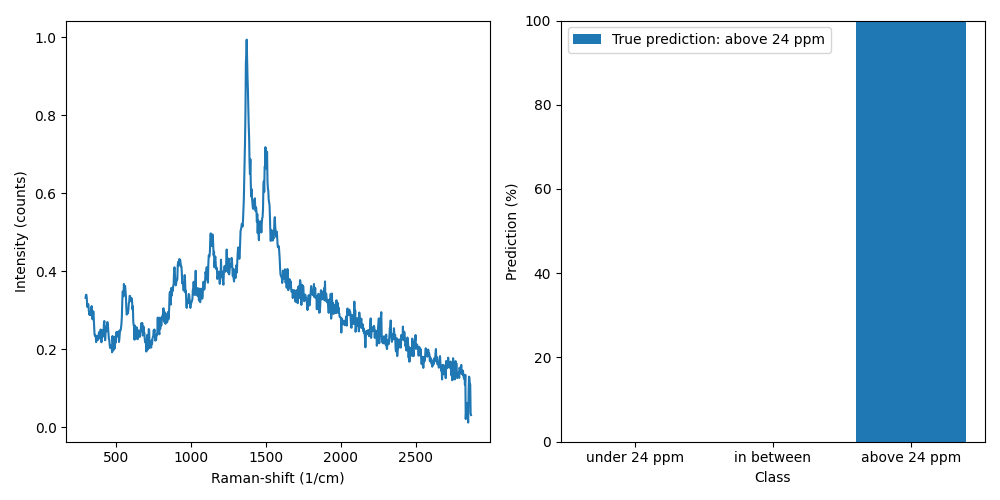 1.0
0.8
0.6
0.4
0.2
0.0
Intensity (counts)
500 1000 1500 2000 2500
Raman-shift (1/cm)
100
80
60
40
20
0
Prediction (%)
True prediction: above 24 ppm
under 24 ppm in between above 24 ppm
Class